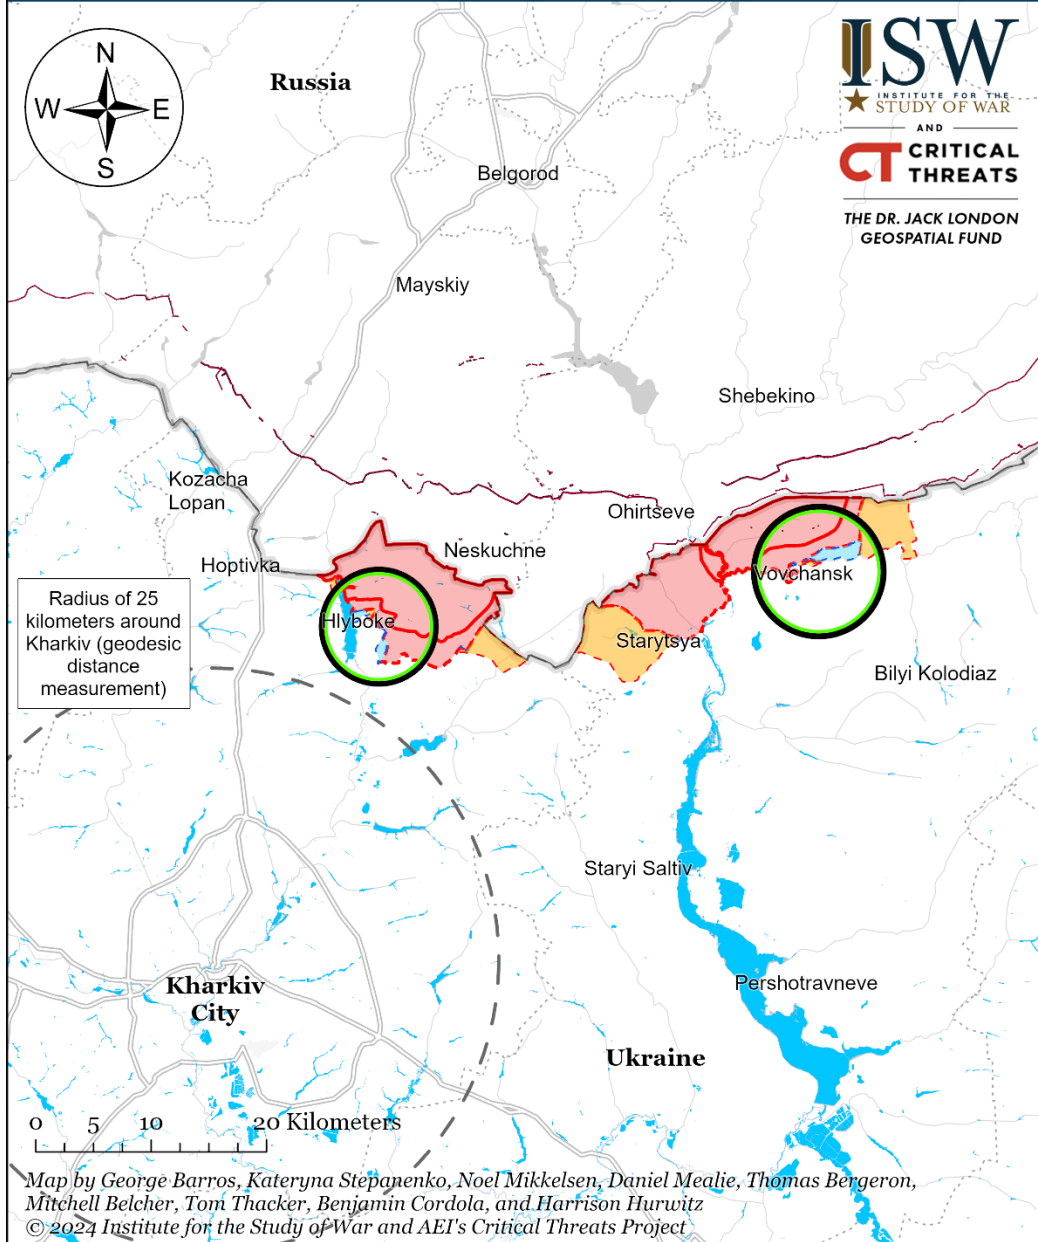 N
W E
S
Russia
ISW
INSTITUTE FOR THE
STUDY OF WAR
AND
CT CRITICAL
THREATS
THE DR. JACK LONDON
GEOSPATIAL FUND
Belgorod
Mayskiy
Shebekino
Kozacha
Lopan
Ohirtseve
Neskuchne
Hoptivka
Vovchansk
Radius of 25
kilometers around
Kharkiv (geodesic
distance
measurement)
Hlyboke
Starytsya
Bilyi Kolodiaz
Staryi Saltiv
Kharkiv
City
Pershotravneve
Ukraine
0 5 10 20 Kilometers
Map by George Barros, Kateryna Stepanenko, Noel Mikkelsen, Daniel Mealie, Thomas Bergeron,
Mitchell Belcher, Tom Thacker, Benjamin Cordola, and Harrison Hurwitz
© 2024 Institute for the Study of War and AEI's Critical Threats Project